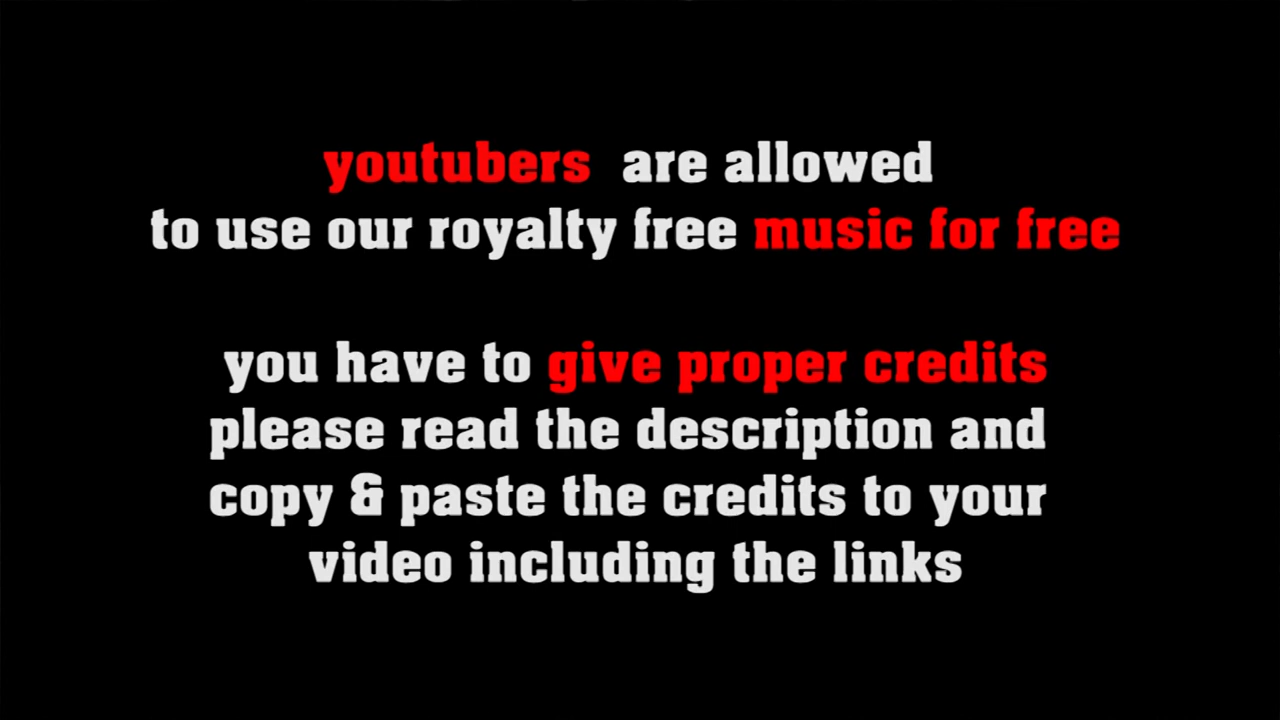 youtubers are allowed
to use our royalty free music for free
you have to give proper credits
please read the description and
copy & paste the credits to your
video including the links